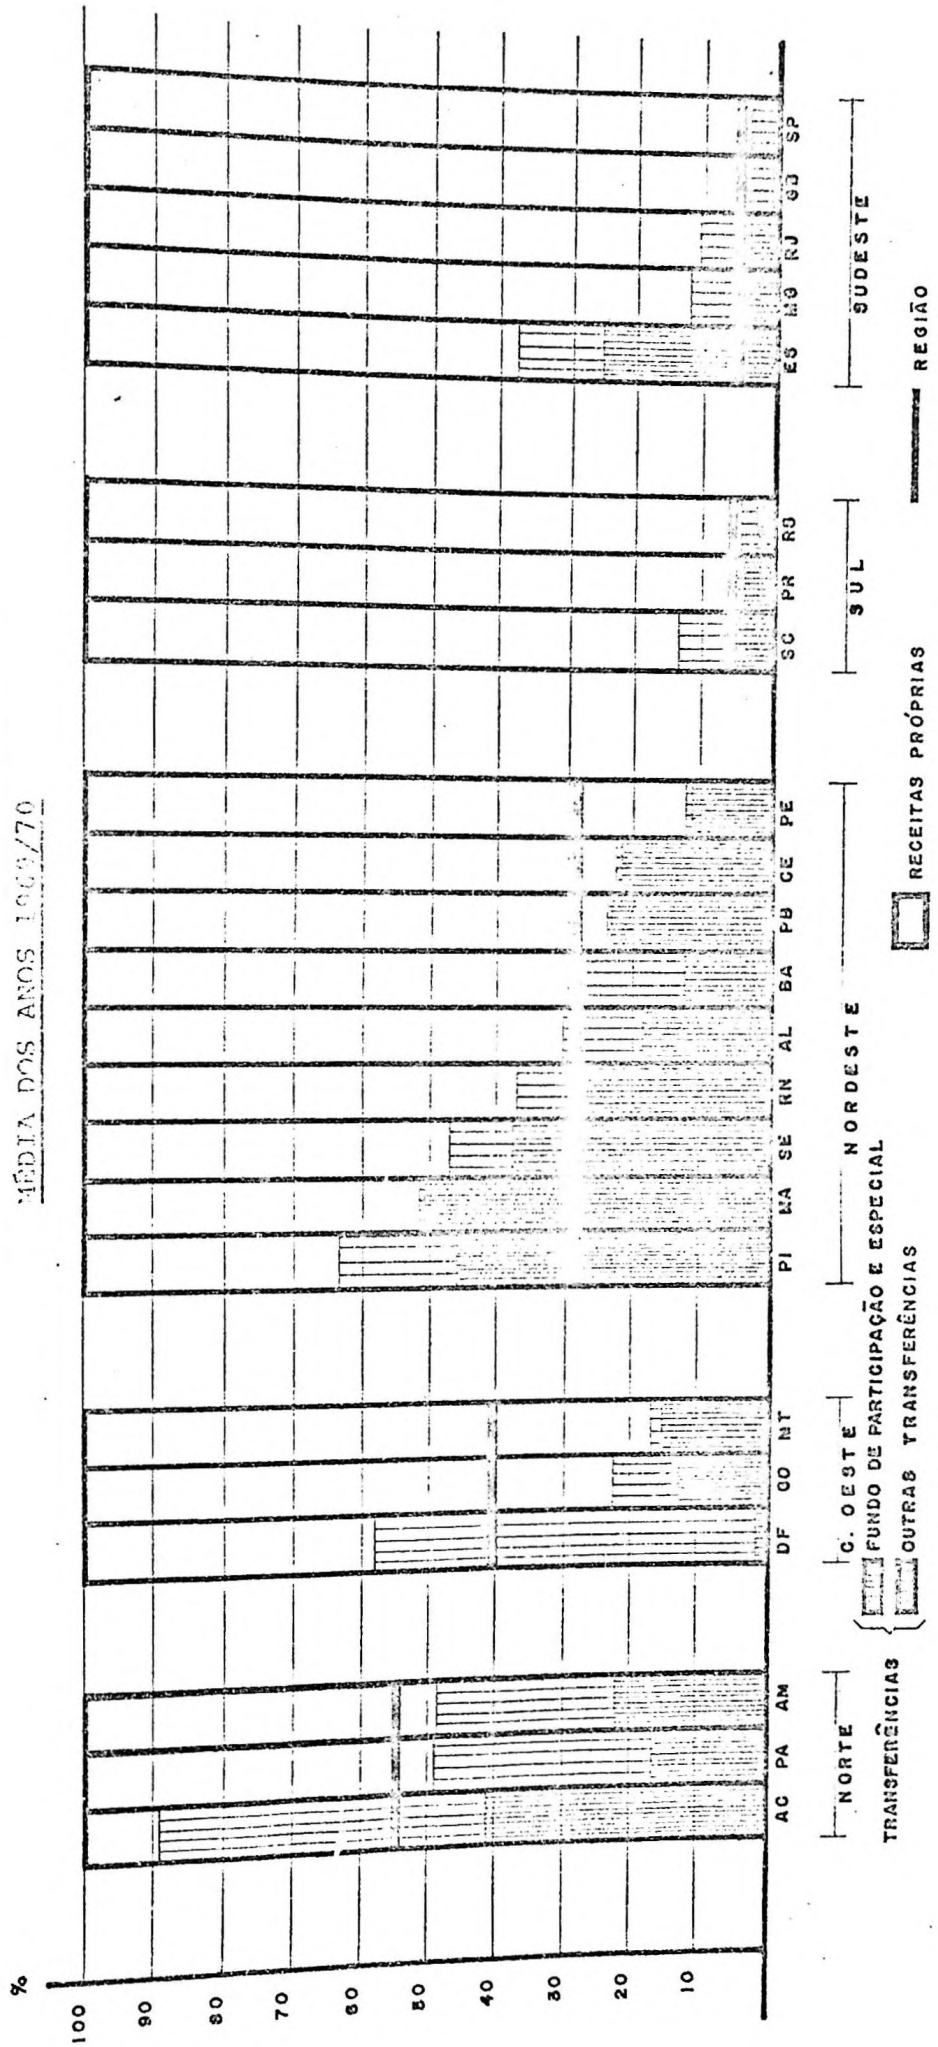 MÉDIA DOS ANOS 1969/70
%
100
90
80
70
60
50
40
30
20
10
AC PA AM DF GO MT PI MA SE RN AL BA PB CE PE SC PR RS ES MG RJ GB SP
NORTE C. OESTE NORDESTE SUL SUDESTE
TRANSFERÊNCIAS
FUNDO DE PARTICIPAÇÃO E ESPECIAL
OUTRAS TRANSFERÊNCIAS
RECEITAS PRÓPRIAS
REGIÃO